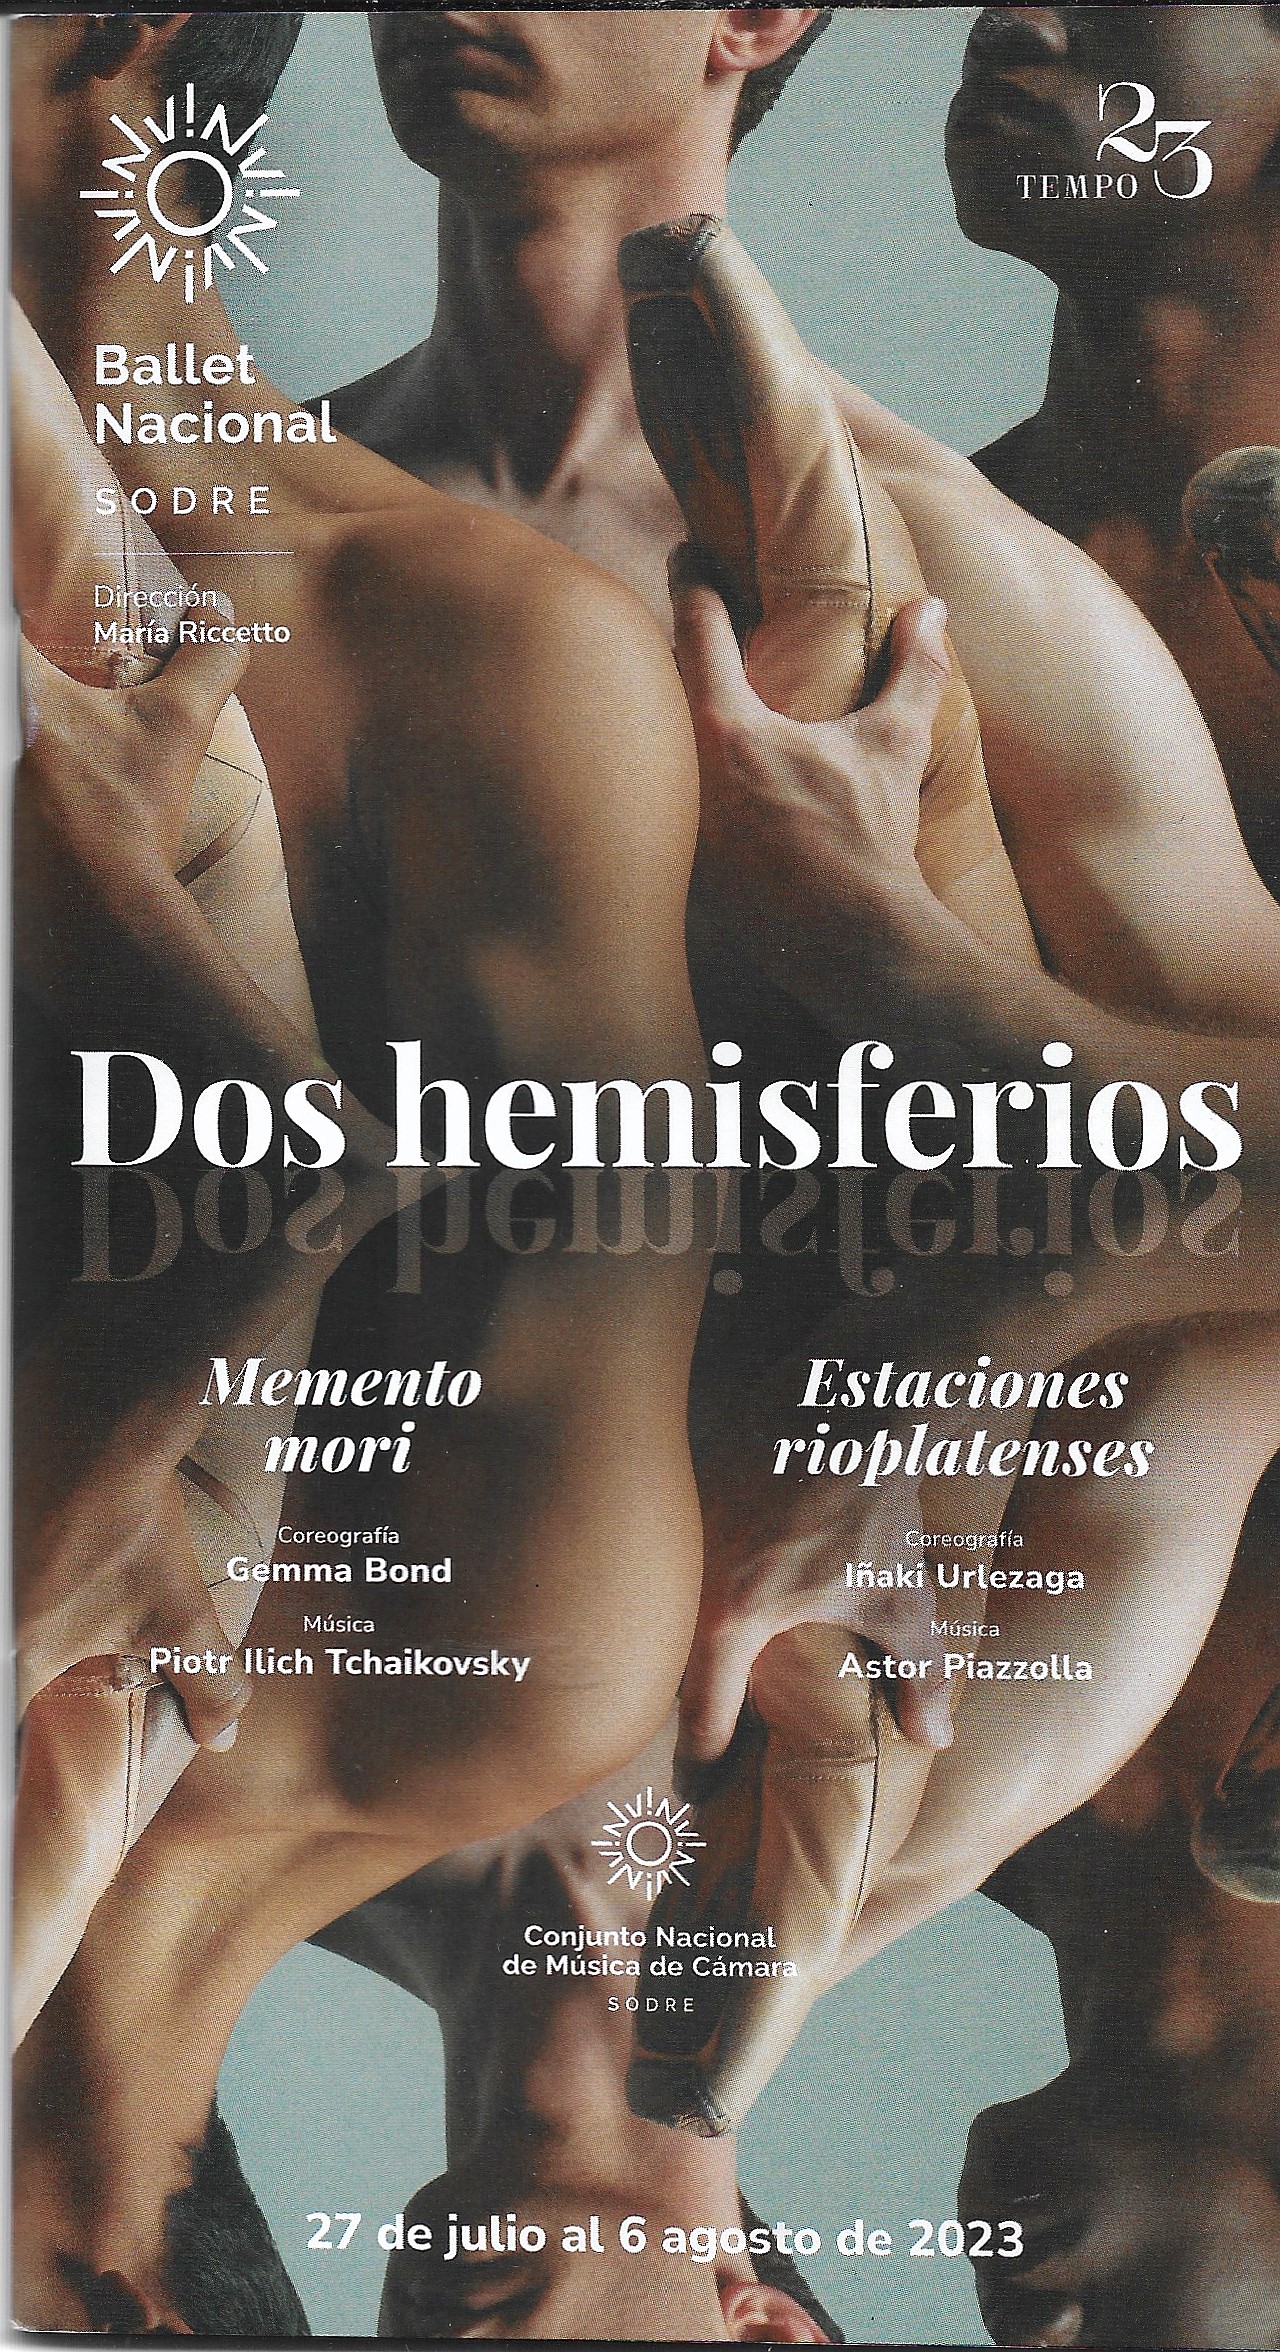 23
TEMPO
Ballet
Nacional
SODRE
Dirección
María Riccetto
Dos hemisferios
Dos hemisferios
Memento
mori
Coreografía
Gemma Bond
Música
Piotr Ilich Tchaikovsky
Estaciones
rioplatenses
Coreografía
Iñaki Urlezaga
Música
Astor Piazzolla
Conjunto Nacional
de Música de Cámara
SODRE
27 de julio al 6 agosto de 2023